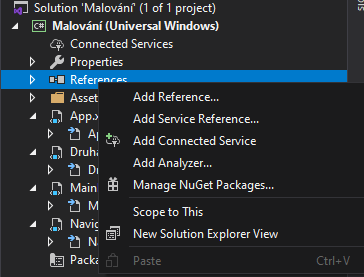 Solution 'Malování' (1 of 1 project)
C# Malování (Universal Windows)
Connected Services
Properties
References
Asset
App.x
Ap
Druhá
Dr
Main
M
Navig
Na
Packa
Add Reference...
Add Service Reference...
Add Connected Service
Add Analyzer...
Manage NuGet Packages...
Scope to This
New Solution Explorer View
Paste Ctrl+V